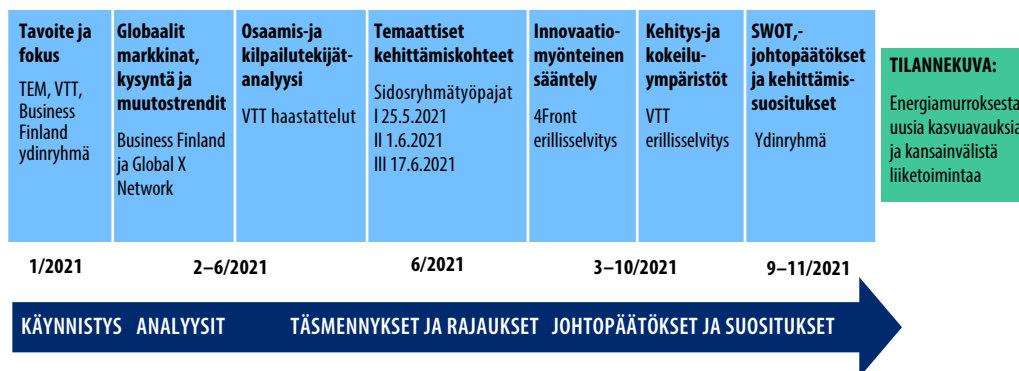 Tavoite ja
fokus
TEM, VTT,
Business
Finland
ydinryhmä
Globaalit
markkinat,
kysyntä ja
muutostrendit
Business Finland
ja Global X
Network
Osaamis-ja
kilpailutekijät-
analyysi
VTT haastattelut
Temaattiset
kehittämiskohteet
Sidosryhmätyöpajat
I 25.5.2021
II 1.6.2021
III 17.6.2021
Innovaatio-
myönteinen
sääntely
4Front
erillisselvitys
Kehitys-ja
kokeilu-
ympäristöt
VTT
erillisselvitys
SWOT,-
johtopäätökset
ja kehittämis-
suositukset
Ydinryhmä
TILANNEKUVA:
Energiamurroksesta
uusia kasvuavauksia
ja kansainvälistä
liiketoimintaa
1/2021
2–6/2021
6/2021
3–10/2021
9–11/2021
KÄYNNISTYS ANALYYSIT TÄSMENNYKSET JA RAJAUKSET JOHTOPÄÄTÖKSET JA SUOSITUKSET